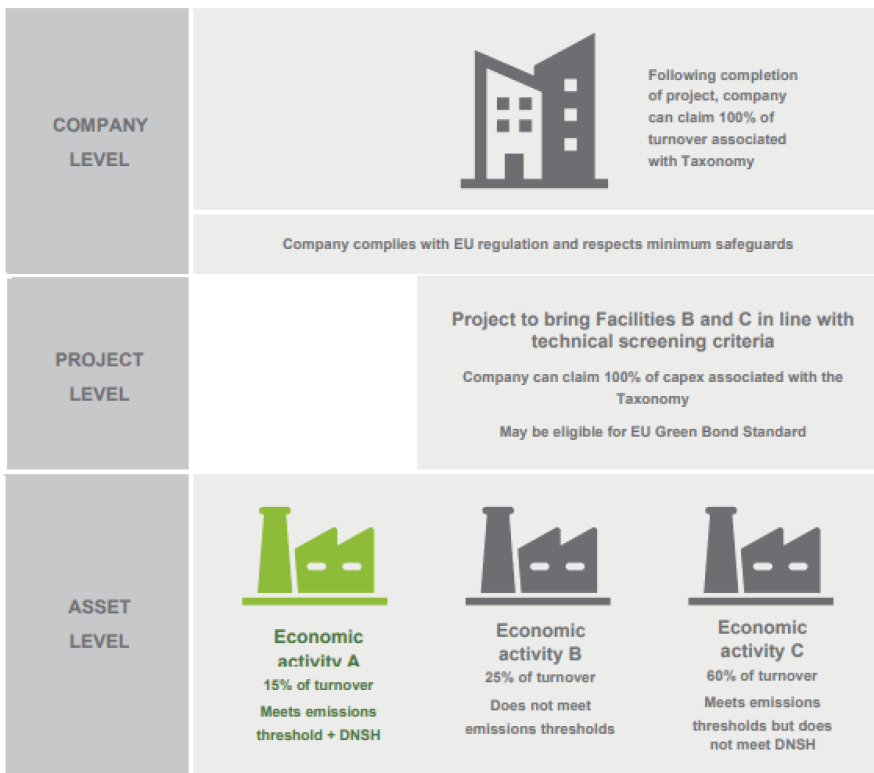 COMPANY
LEVEL
Following completion
of project, company
can claim 100% of
turnover associated
with Taxonomy
Company complies with EU regulation and respects minimum safeguards
PROJECT
LEVEL
Project to bring Facilities B and C in line with
technical screening criteria
Company can claim 100% of capex associated with the
Taxonomy
May be eligible for EU Green Bond Standard
ASSET
LEVEL
Economic
activity A
15% of turnover
Meets emissions
threshold + DNSH
Economic
activity B
25% of turnover
Does not meet
emissions thresholds
Economic
activity C
60% of turnover
Meets emissions
thresholds but does
not meet DNSH